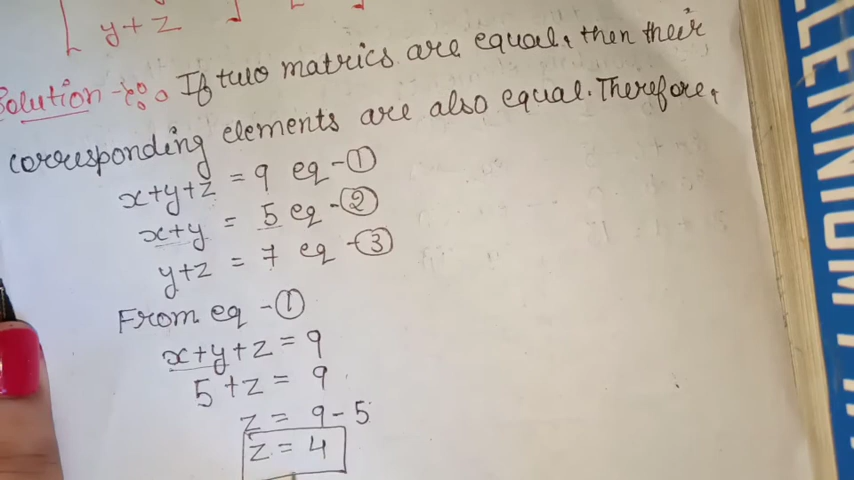 y+z
Solution -:
If two matrics are equal, then their
corresponding elements are also equal. Therefore,
x+y+z = 9 eq-①
x+y = 5 eq-②
y+z = 7 eq-③
From eq-①
x+y+z = 9
5+z = 9
z = 9-5
z = 4